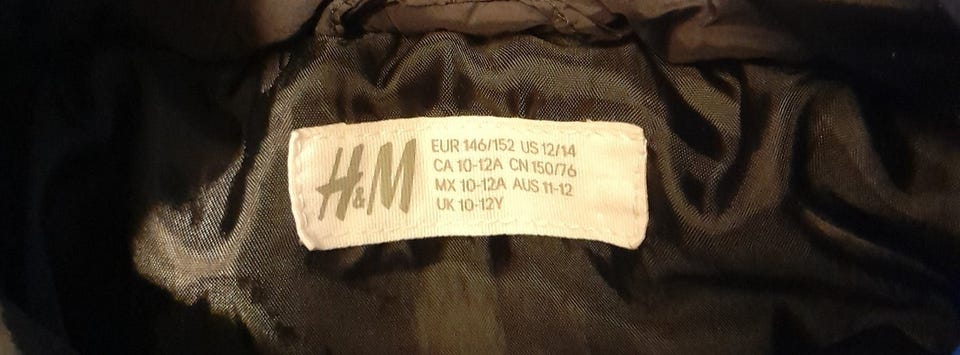 H&M
EUR 146/152 US 12/14
CA 10-12A CN 150/76
MX 10-12A AUS 11-12
UK 10-12Y